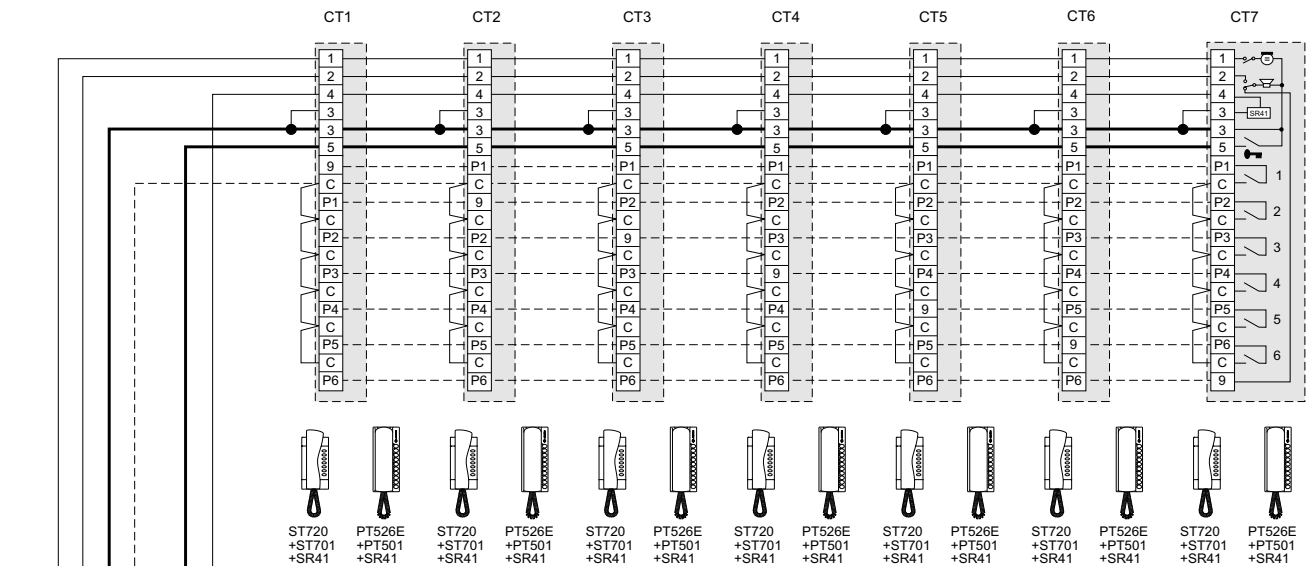 CT1 CT2 CT3 CT4 CT5 CT6 CT7
1 1 1 1 1 1 1
2 2 2 2 2 2 2
4 4 4 4 4 4 4
3 3 3 3 3 3 3 SR41
3 3 3 3 3 3 3
5 5 5 5 5 5 5
9 P1 P1 P1 P1 P1 P1 1
C C C C C C C
P1 9 P2 P2 P2 P2 P2 2
C C C C C C C
P2 P2 9 P3 P3 P3 P3 3
C C C C C C C
P3 P3 P3 9 P4 P4 P4 4
C C C C C C C
P4 P4 P4 P4 9 P5 P5 5
C C C C C C C
P5 P5 P5 P5 P5 9 P6 6
C C C C C C C
P6 P6 P6 P6 P6 P6 9
ST720 PT526E ST720 PT526E ST720 PT526E ST720 PT526E ST720 PT526E ST720 PT526E ST720 PT526E
+ST701 +PT501 +ST701 +PT501 +ST701 +PT501 +ST701 +PT501 +ST701 +PT501 +ST701 +PT501 +ST701 +PT501
+SR41 +SR41 +SR41 +SR41 +SR41 +SR41 +SR41 +SR41 +SR41 +SR41 +SR41 +SR41 +SR41 +SR41